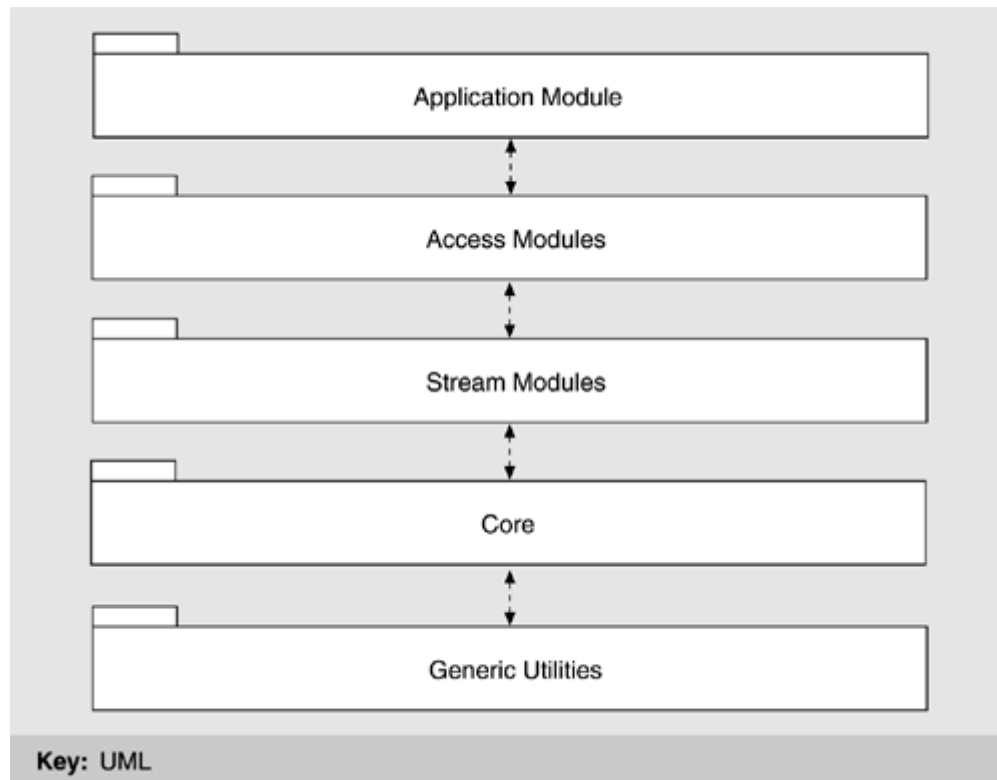 Application Module
Access Modules
Stream Modules
Core
Generic Utilities
Key: UML